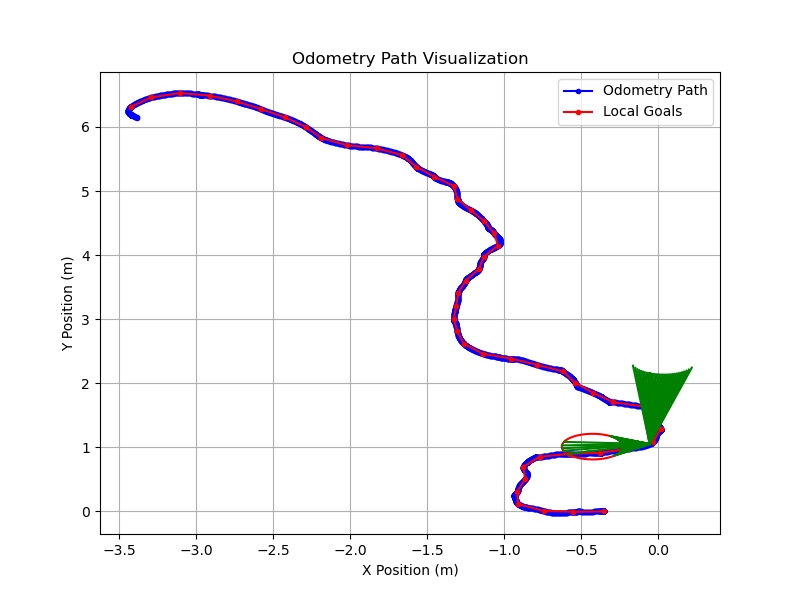 Odometry Path Visualization
Odometry Path
Local Goals
Y Position (m)
6
5
4
3
2
1
0
−3.5 −3.0 −2.5 −2.0 −1.5 −1.0 −0.5 0.0
X Position (m)